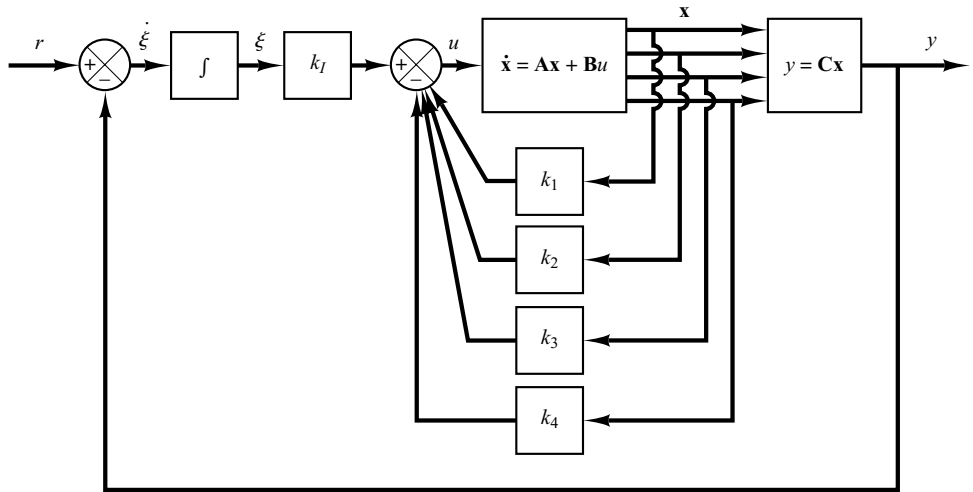 r
+
−
ξ̇
∫
ξ
k_I
+
−
u
ẋ = Ax + Bu
x
y = Cx
y
k₁
k₂
k₃
k₄